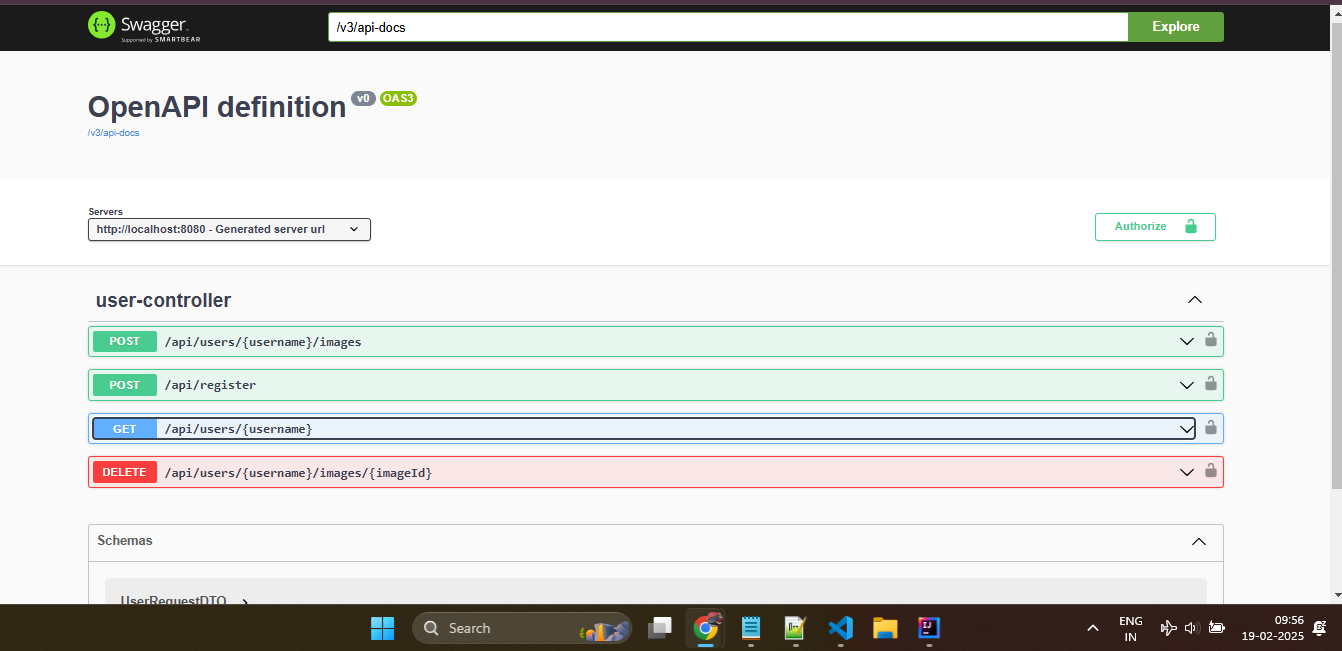 Swagger
Supported by SMARTBEAR
/v3/api-docs
Explore
OpenAPI definition v0 OAS3
/v3/api-docs
Servers
http://localhost:8080 - Generated server url
Authorize
user-controller
POST /api/users/{username}/images
POST /api/register
GET /api/users/{username}
DELETE /api/users/{username}/images/{imageId}
Schemas
UserRequestDTO
Search
ENG
IN
09:56
19-02-2025